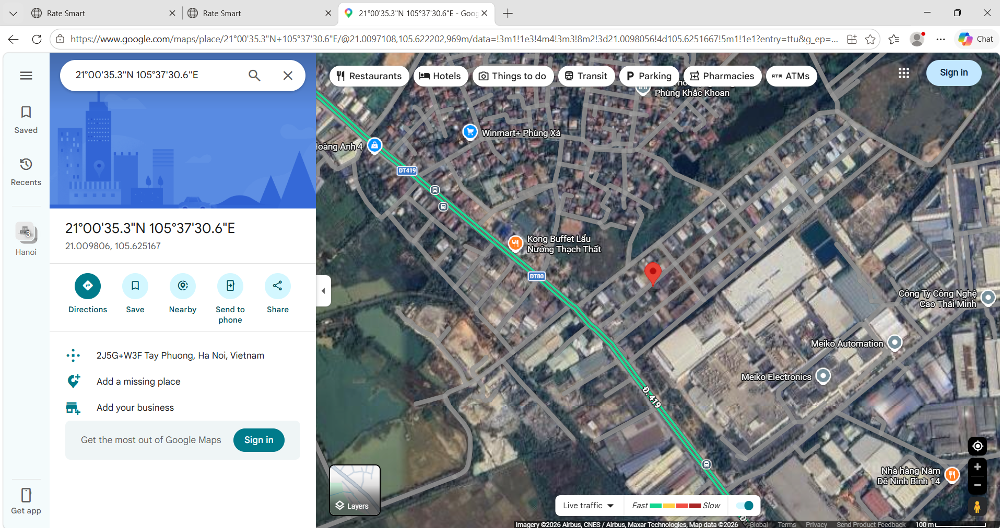 Rate Smart
Rate Smart
21°00'35.3"N 105°37'30.6"E - Goo
https://www.google.com/maps/place/21°00'35.3"N+105°37'30.6"E/@21.0097108,105.622202,969m/data=!3m1!1e3!4m4!3m3!8m2!3d21.0098056!4d105.6251667!5m1!1e1?entry=ttu&g_ep=...
Chat
21°00'35.3"N 105°37'30.6"E
Saved
Recents
3
Hanoi
Get app
21°00'35.3"N 105°37'30.6"E
21.009806, 105.625167
Directions
Save
Nearby
Send to
phone
Share
2J5G+W3F Tay Phuong, Ha Noi, Vietnam
Add a missing place
Add your business
Get the most out of Google Maps
Sign in
Restaurants
Hotels
Things to do
Transit
Parking
Pharmacies
ATM ATMs
Sign in
Phùng Khắc Khoan
Winmart+ Phùng Xá
Hoàng Anh 4
DT419
Kong Buffet Lẩu
Nướng Thạch Thất
DT80
Công Ty Công Nghệ
Cao Thái Minh
Meiko Automation
Meiko Electronics
Đ. 419
Nhà hàng Năm
Dê Ninh Bình 14
Layers
Live traffic
Fast
Slow
Imagery ©2026 Airbus, CNES / Airbus, Maxar Technologies, Map data ©2026
Global
Terms
Privacy
Send Product Feedback
100 m